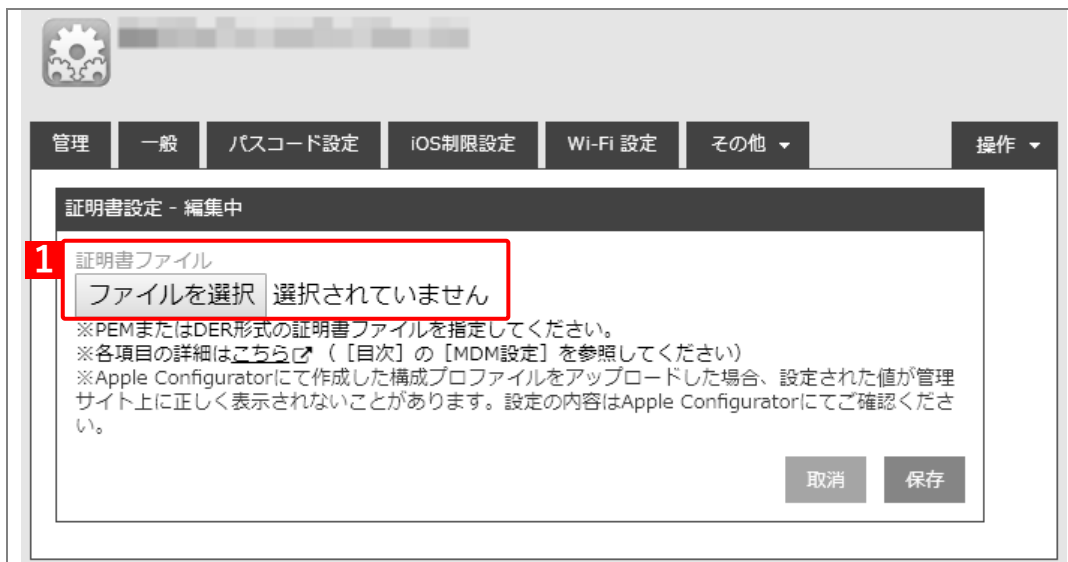 管理 一般 パスコード設定 iOS制限設定 Wi-Fi 設定 その他 操作
証明書設定 - 編集中
1
証明書ファイル
ファイルを選択 選択されていません
※PEMまたはDER形式の証明書ファイルを指定してください。
※各項目の詳細はこちら（［目次］の［MDM設定］を参照してください）
※Apple Configuratorにて作成した構成プロファイルをアップロードした場合、設定された値が管理
サイト上に正しく表示されないことがあります。設定の内容はApple Configuratorにてご確認くださ
い。
取消 保存